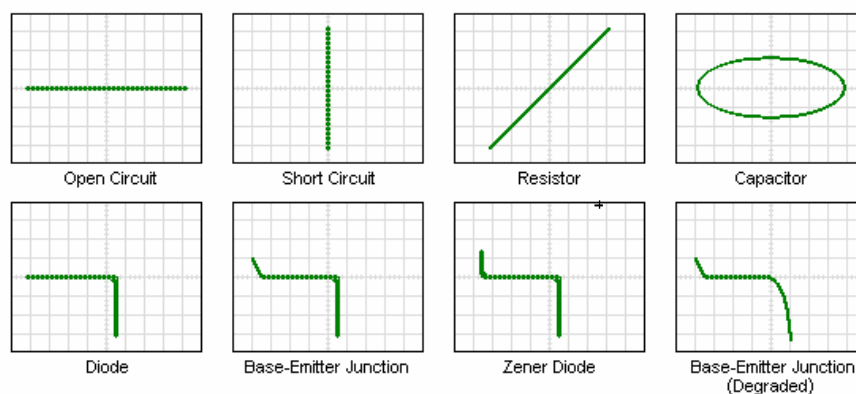 Open Circuit
Short Circuit
Resistor
Capacitor
Diode
Base-Emitter Junction
Zener Diode
Base-Emitter Junction
(Degraded)